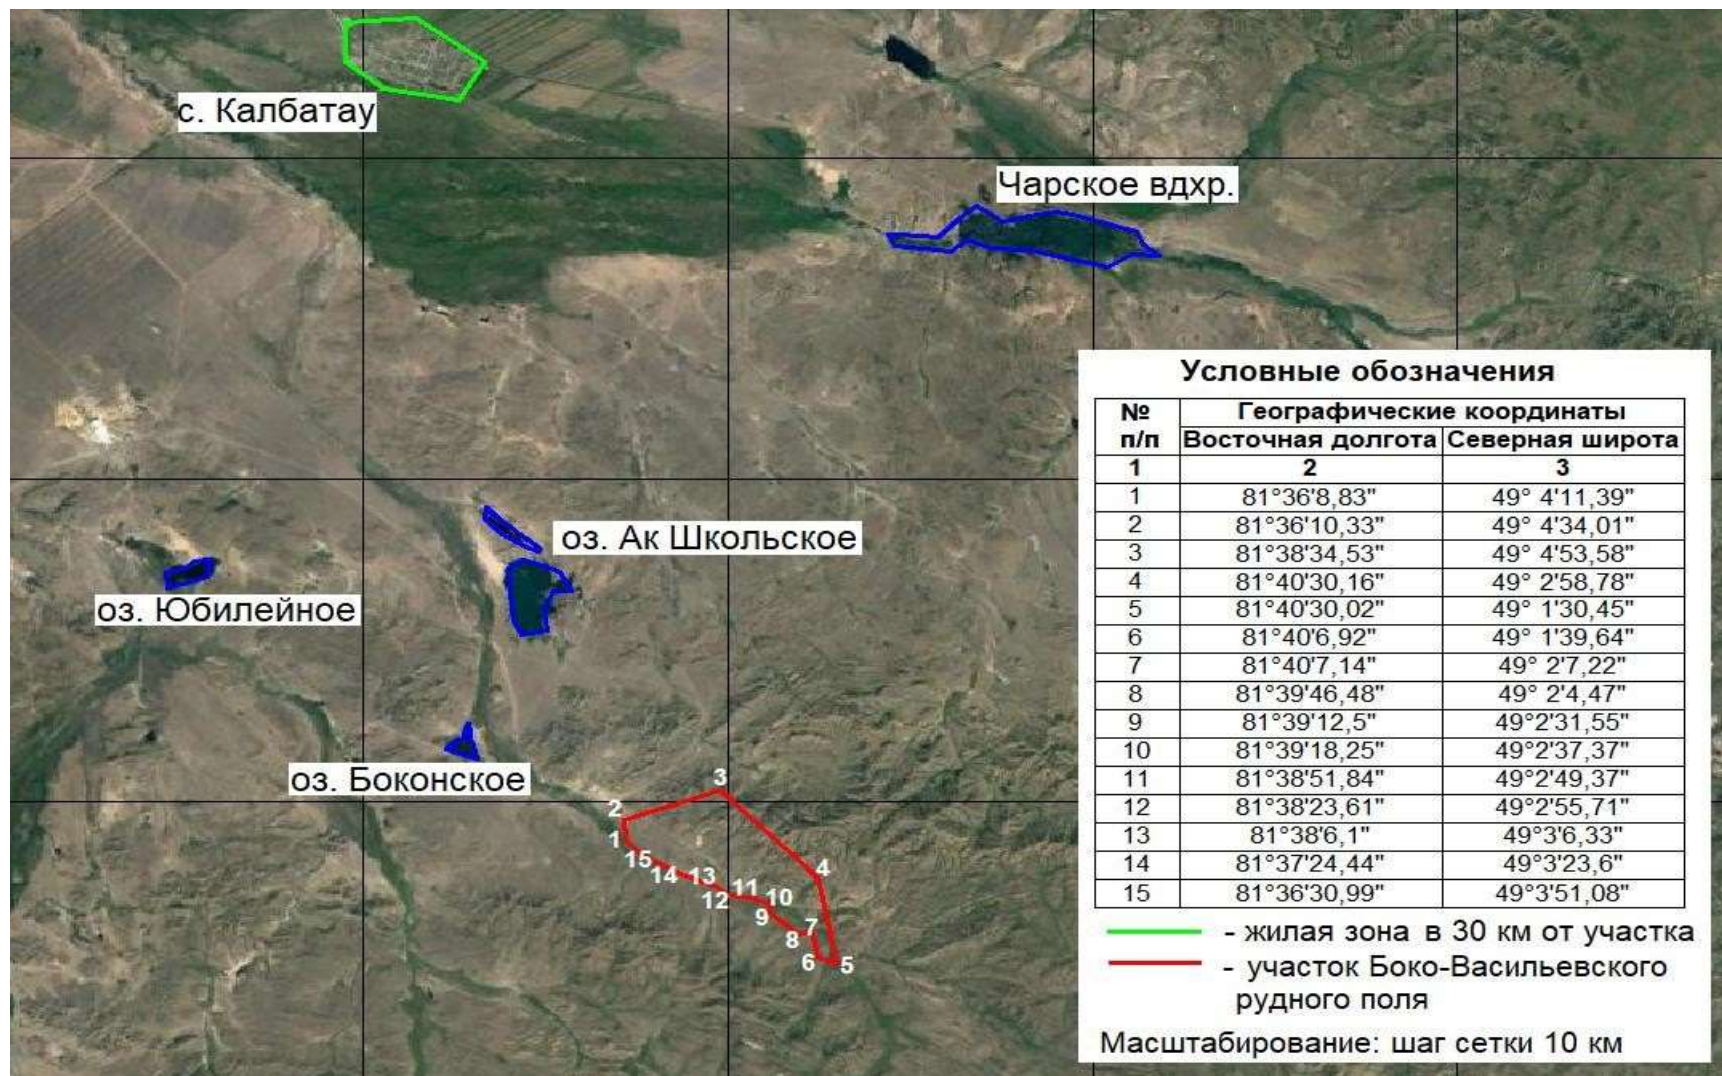 с. Калбатау
Чарское вдхр.
оз. Ак Школьское
оз. Юбилейное
оз. Боконское
3
2
1
15
14
13
12
11
10
9
8
7
6
5
4
Условные обозначения
№ п/п Географические координаты
Восточная долгота Северная широта
1 2 3
1 81°36'8,83" 49° 4'11,39"
2 81°36'10,33" 49° 4'34,01"
3 81°38'34,53" 49° 4'53,58"
4 81°40'30,16" 49° 2'58,78"
5 81°40'30,02" 49° 1'30,45"
6 81°40'6,92" 49° 1'39,64"
7 81°40'7,14" 49° 2'7,22"
8 81°39'46,48" 49° 2'4,47"
9 81°39'12,5" 49°2'31,55"
10 81°39'18,25" 49°2'37,37"
11 81°38'51,84" 49°2'49,37"
12 81°38'23,61" 49°2'55,71"
13 81°38'6,1" 49°3'6,33"
14 81°37'24,44" 49°3'23,6"
15 81°36'30,99" 49°3'51,08"
- жилая зона в 30 км от участка
- участок Боко-Васильевского
рудного поля
Масштабирование: шаг сетки 10 км